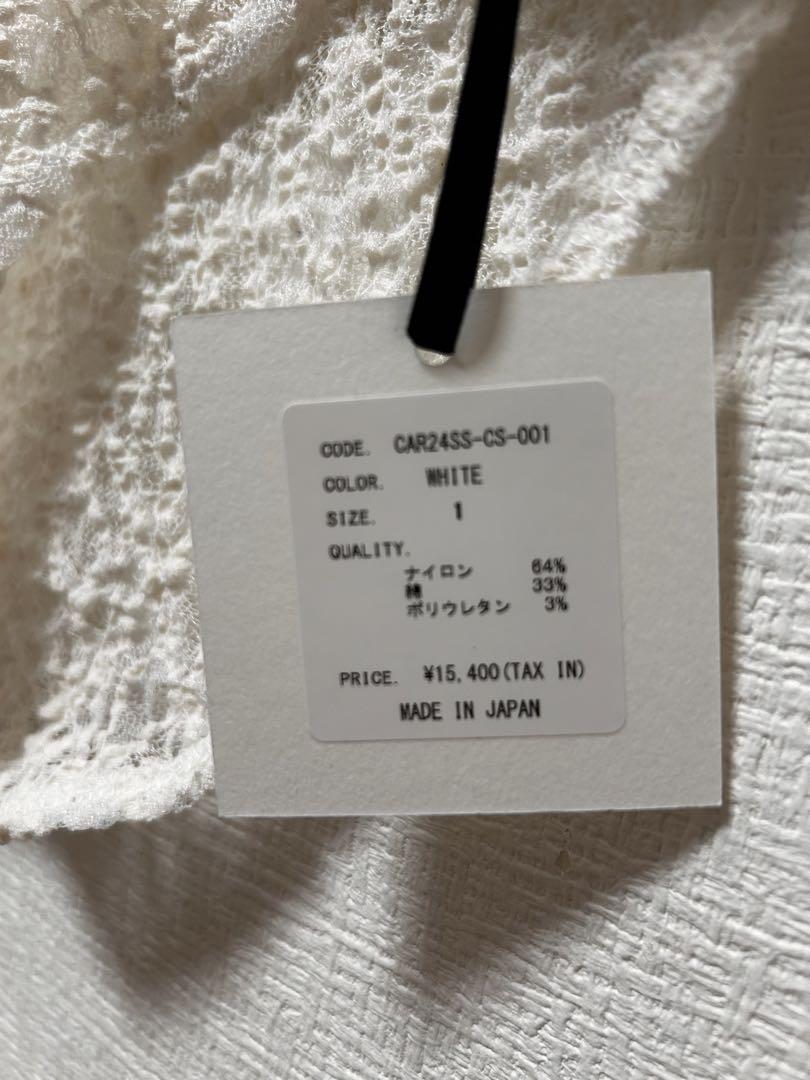 CODE. CAR24SS-CS-001
COLOR. WHITE
SIZE. 1
QUALITY.
ナイロン 64%
綿 33%
ポリウレタン 3%
PRICE. ¥15,400(TAX IN)
MADE IN JAPAN